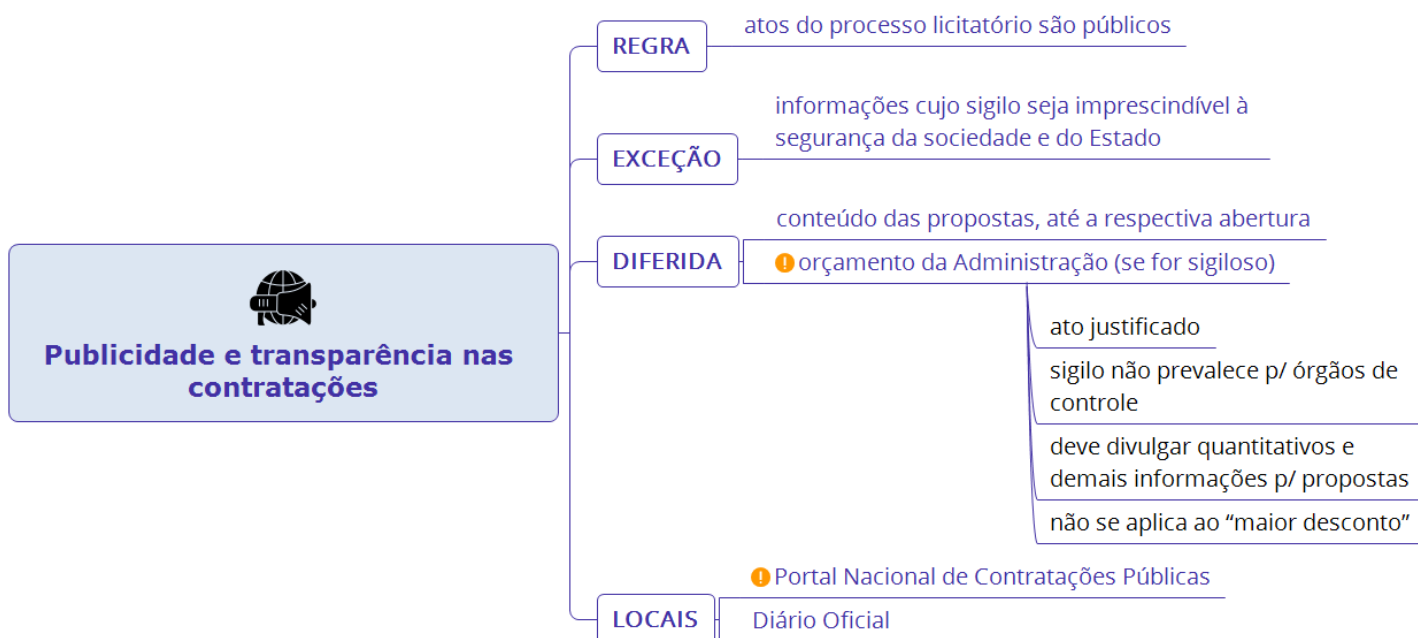 Publicidade e transparência nas
contratações
REGRA
atos do processo licitatório são públicos
EXCEÇÃO
informações cujo sigilo seja imprescindível à
segurança da sociedade e do Estado
DIFERIDA
conteúdo das propostas, até a respectiva abertura
orçamento da Administração (se for sigiloso)
ato justificado
sigilo não prevalece p/ órgãos de
controle
deve divulgar quantitativos e
demais informações p/ propostas
não se aplica ao “maior desconto”
LOCAIS
Portal Nacional de Contratações Públicas
Diário Oficial